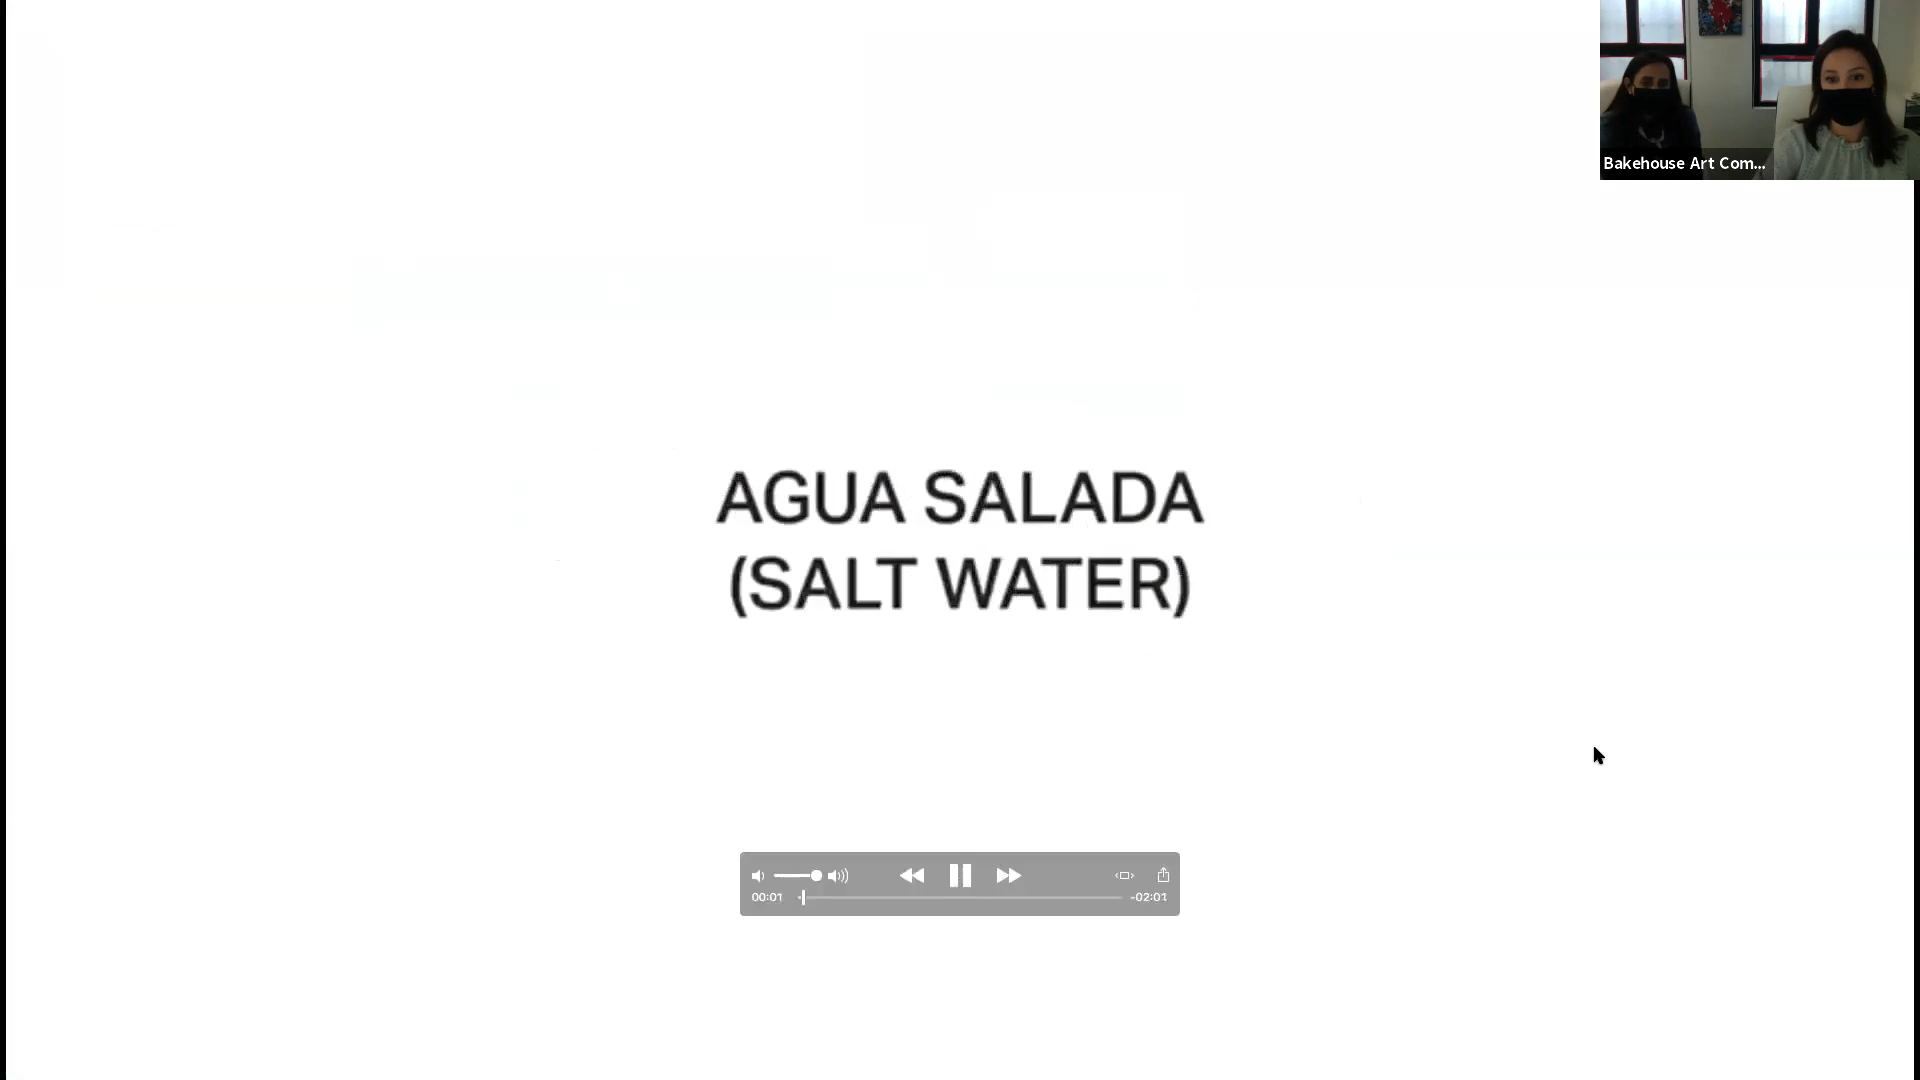 Bakehouse Art Com...
AGUA SALADA
(SALT WATER)
00:01
-02:01